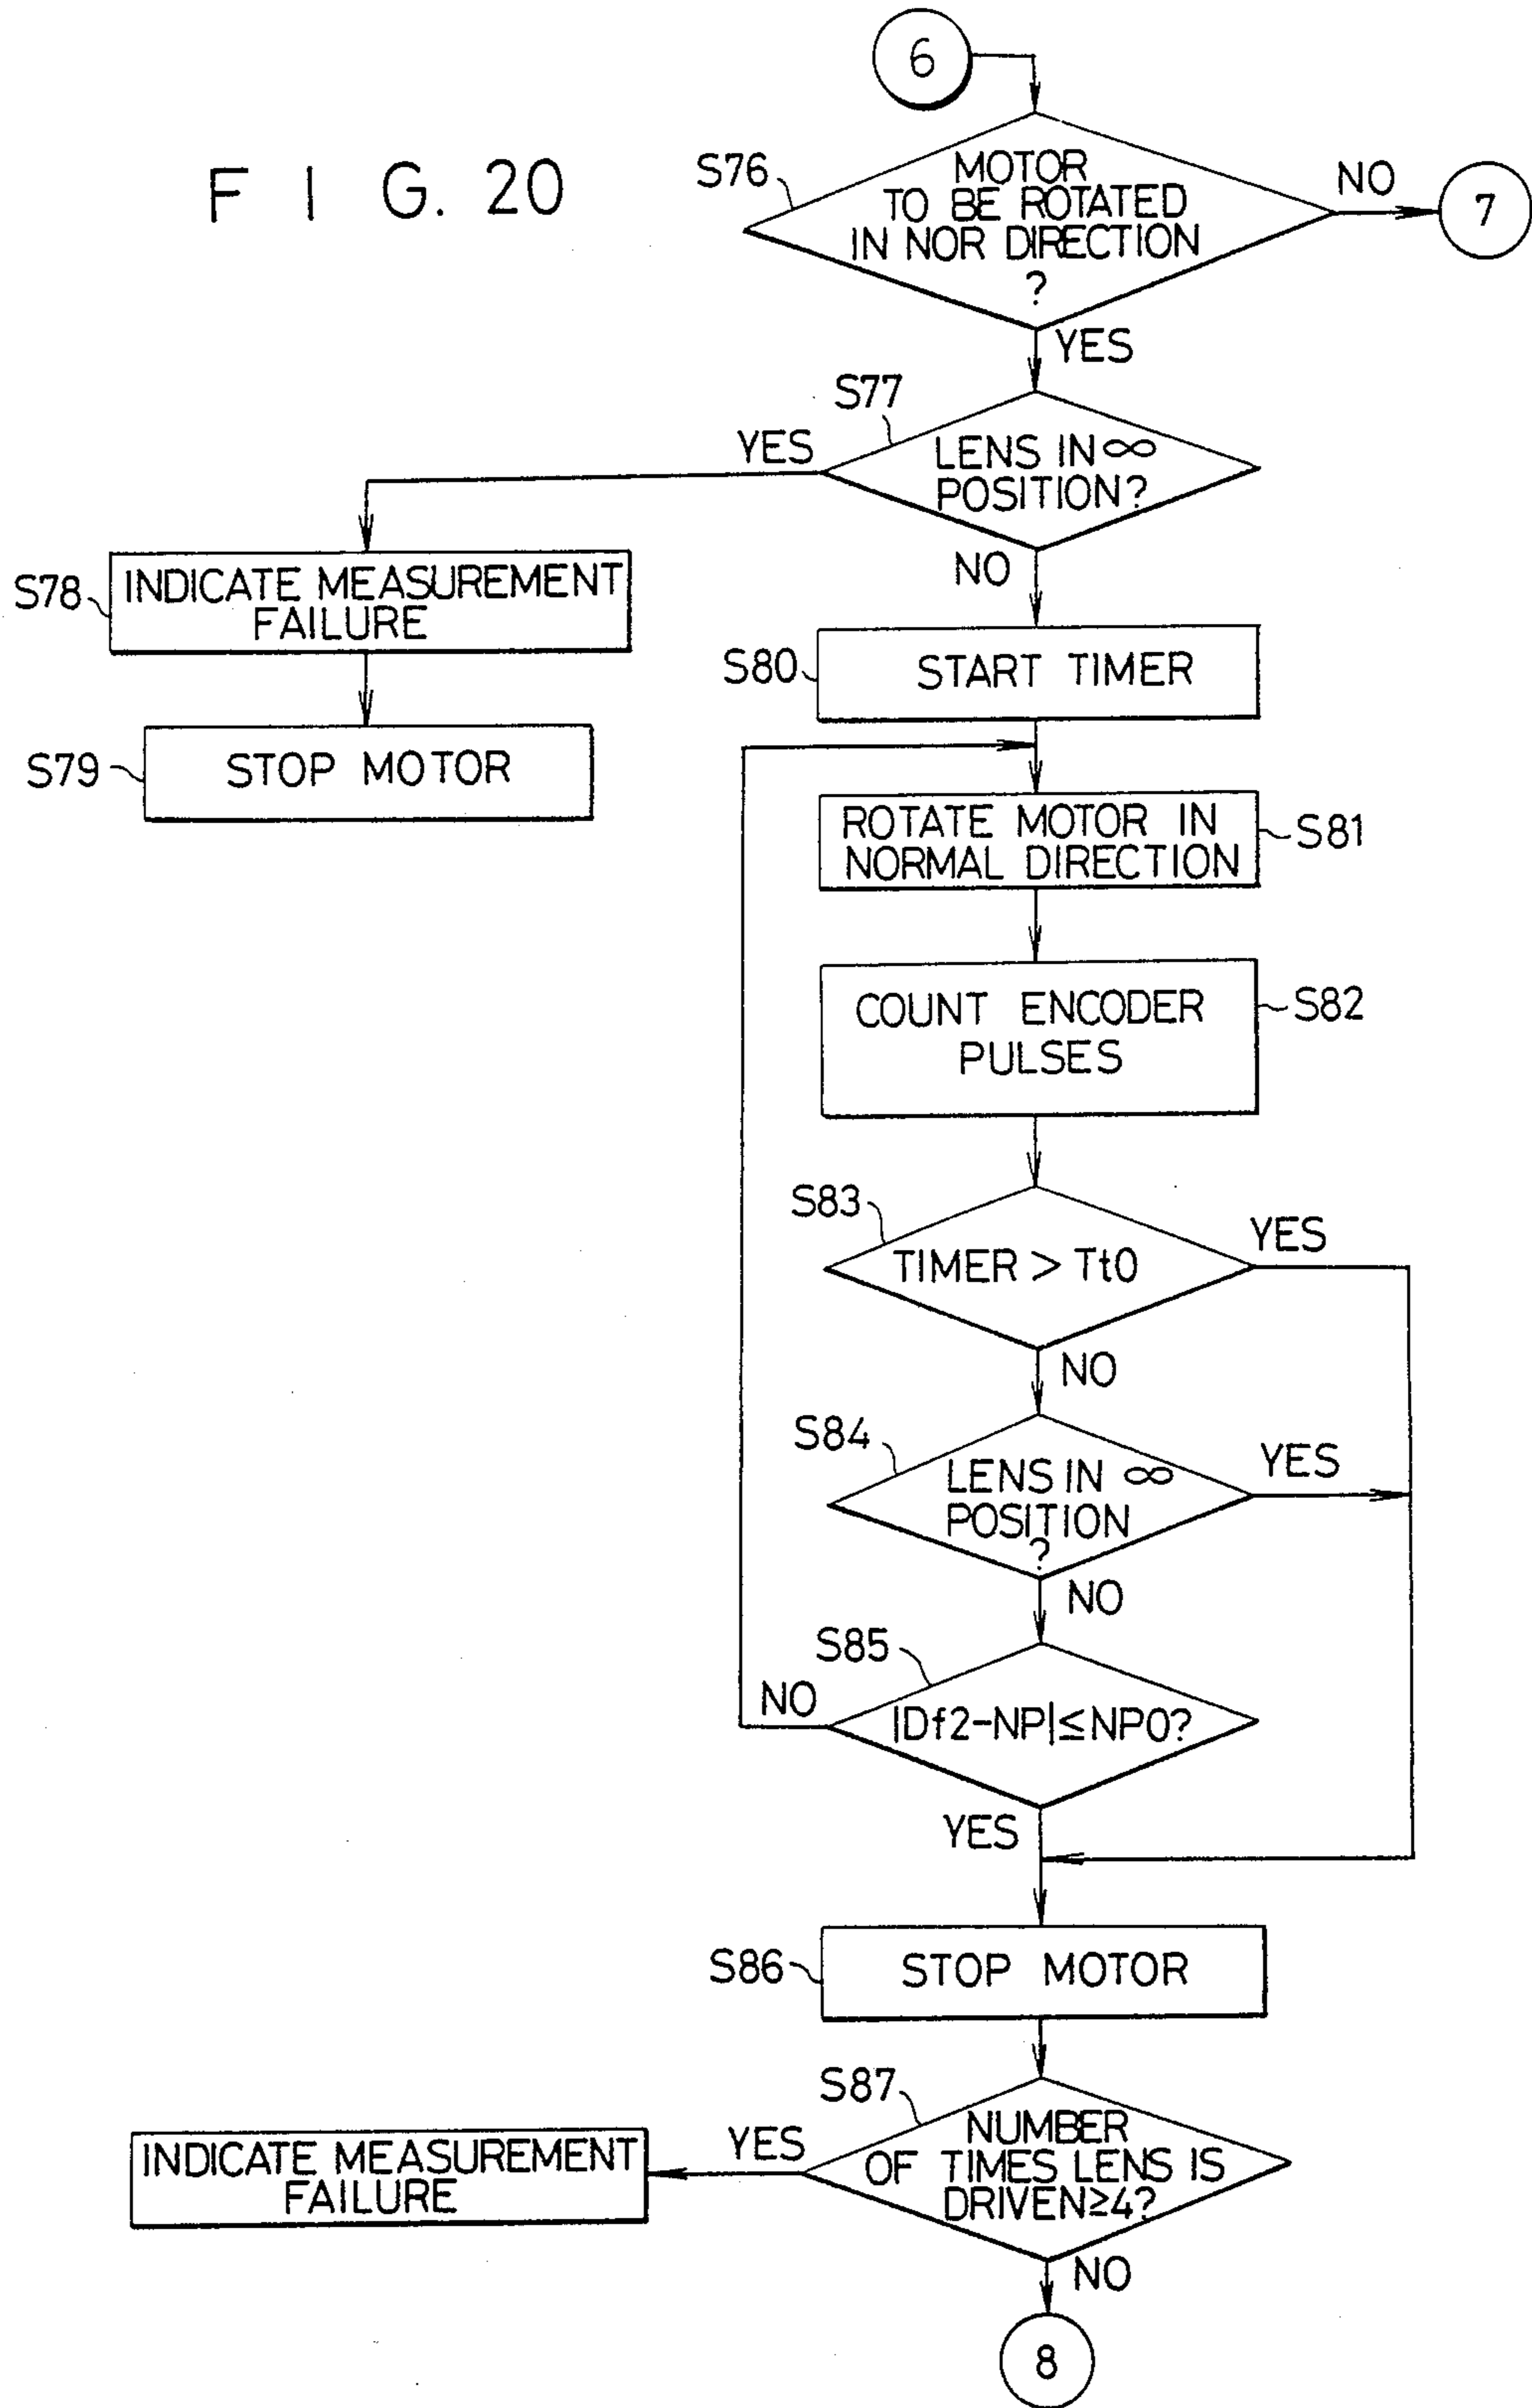 6
F I G. 20
S76
MOTOR
TO BE ROTATED
IN NOR DIRECTION
?
NO
7
YES
S77
YES
LENS IN ∞
POSITION?
NO
S78
INDICATE MEASUREMENT
FAILURE
S80
START TIMER
S79
STOP MOTOR
ROTATE MOTOR IN
NORMAL DIRECTION
S81
COUNT ENCODER
PULSES
S82
S83
YES
TIMER > Tt0
NO
S84
YES
LENS IN ∞
POSITION
?
NO
S85
NO
|Df2-NP|≤NP0?
YES
S86
STOP MOTOR
S87
NUMBER
OF TIMES LENS IS
DRIVEN≥4?
YES
INDICATE MEASUREMENT
FAILURE
NO
8